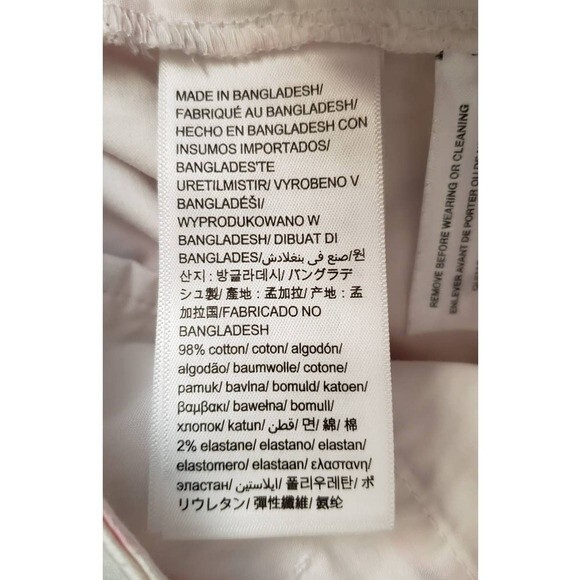 MADE IN BANGLADESH/
FABRIQUÉ AU BANGLADESH/
HECHO EN BANGLADESH CON
INSUMOS IMPORTADOS/
BANGLADES'TE
URETILMISTIR/ VYROBENO V
BANGLADÉŠI/
WYPRODUKOWANO W
BANGLADESH/ DIBUAT DI
BANGLADES/صنع فى بنغلادش/원
산지 : 방글라데시/ バングラデ
シュ製/ 產地 : 孟加拉/ 产地 : 孟
加拉国/FABRICADO NO
BANGLADESH
98% cotton/ coton/ algodón/
algodão/ baumwolle/ cotone/
pamuk/ bavlna/ bomuld/ katoen/
βαμβακι/ bawełna/ bomull/
хлопок/ katun/ قطن/ 면/ 綿/ 棉
2% elastane/ elastano/ elastan/
elastomero/ elastaan/ ελαστανη/
эластан/ ايلاستين/ 폴리우레탄/ ポ
リウレタン/ 彈性纖維/ 氨纶
REMOVE BEFORE WEARING OR CLEANING
ENLEVER AVANT DE PORTER OU DE